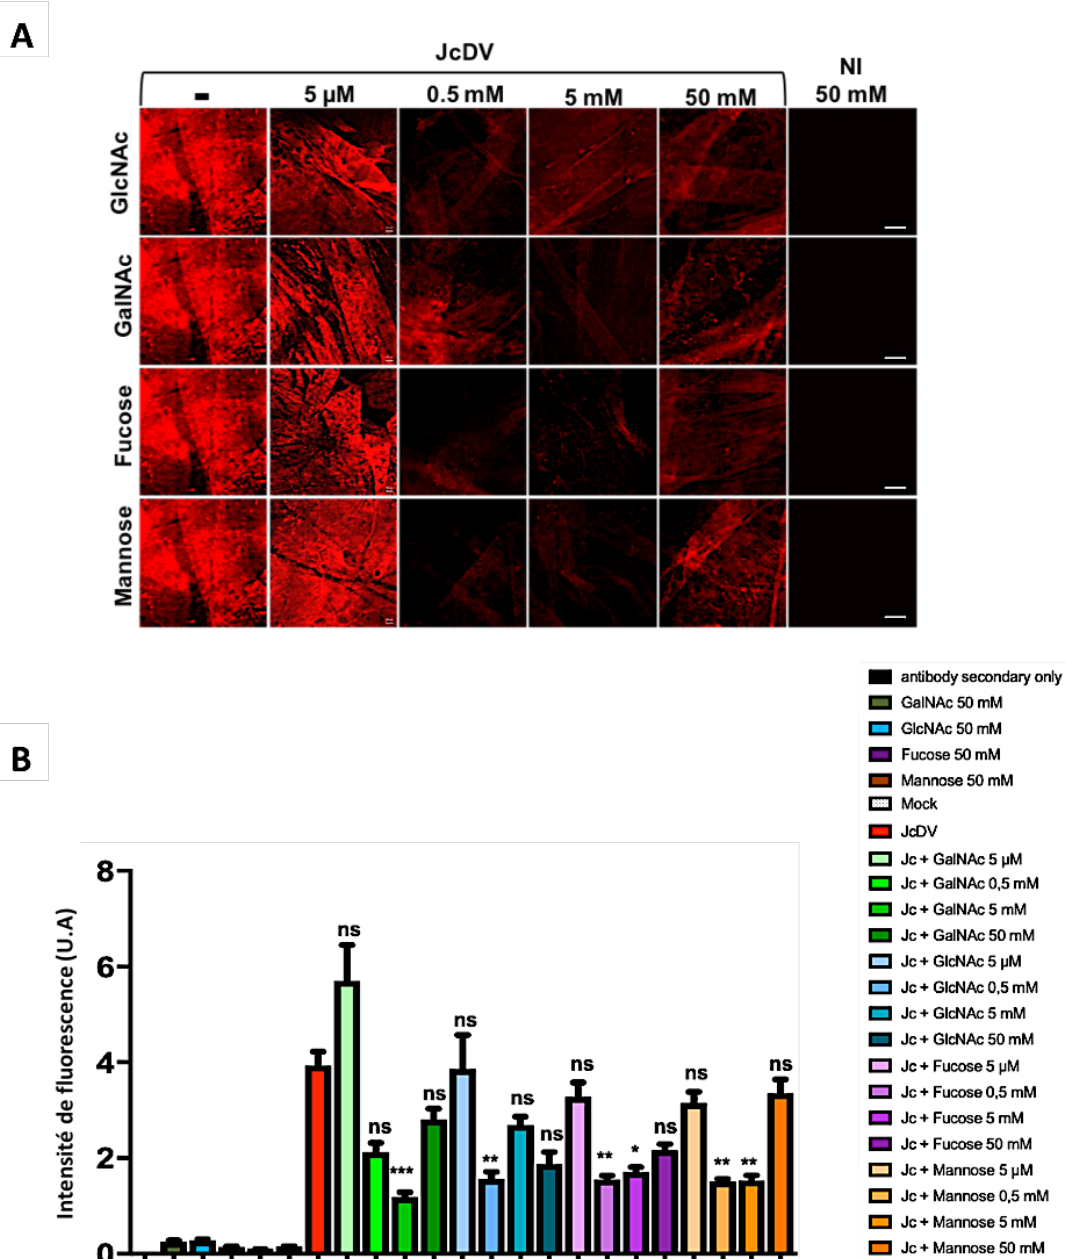 A
JcDV
NI
-
5 µM
0.5 mM
5 mM
50 mM
50 mM
GlcNAc
GalNAc
Fucose
Mannose
B
antibody secondary only
GalNAc 50 mM
GlcNAc 50 mM
Fucose 50 mM
Mannose 50 mM
Mock
JcDV
Jc + GalNAc 5 µM
Jc + GalNAc 0,5 mM
Jc + GalNAc 5 mM
Jc + GalNAc 50 mM
Jc + GlcNAc 5 µM
Jc + GlcNAc 0,5 mM
Jc + GlcNAc 5 mM
Jc + GlcNAc 50 mM
Jc + Fucose 5 µM
Jc + Fucose 0,5 mM
Jc + Fucose 5 mM
Jc + Fucose 50 mM
Jc + Mannose 5 µM
Jc + Mannose 0,5 mM
Jc + Mannose 5 mM
Jc + Mannose 50 mM
Intensité de fluorescence (U.A)
8
6
4
2
0
ns
ns
***
ns
ns
**
ns
ns
ns
**
*
ns
ns
**
**
ns